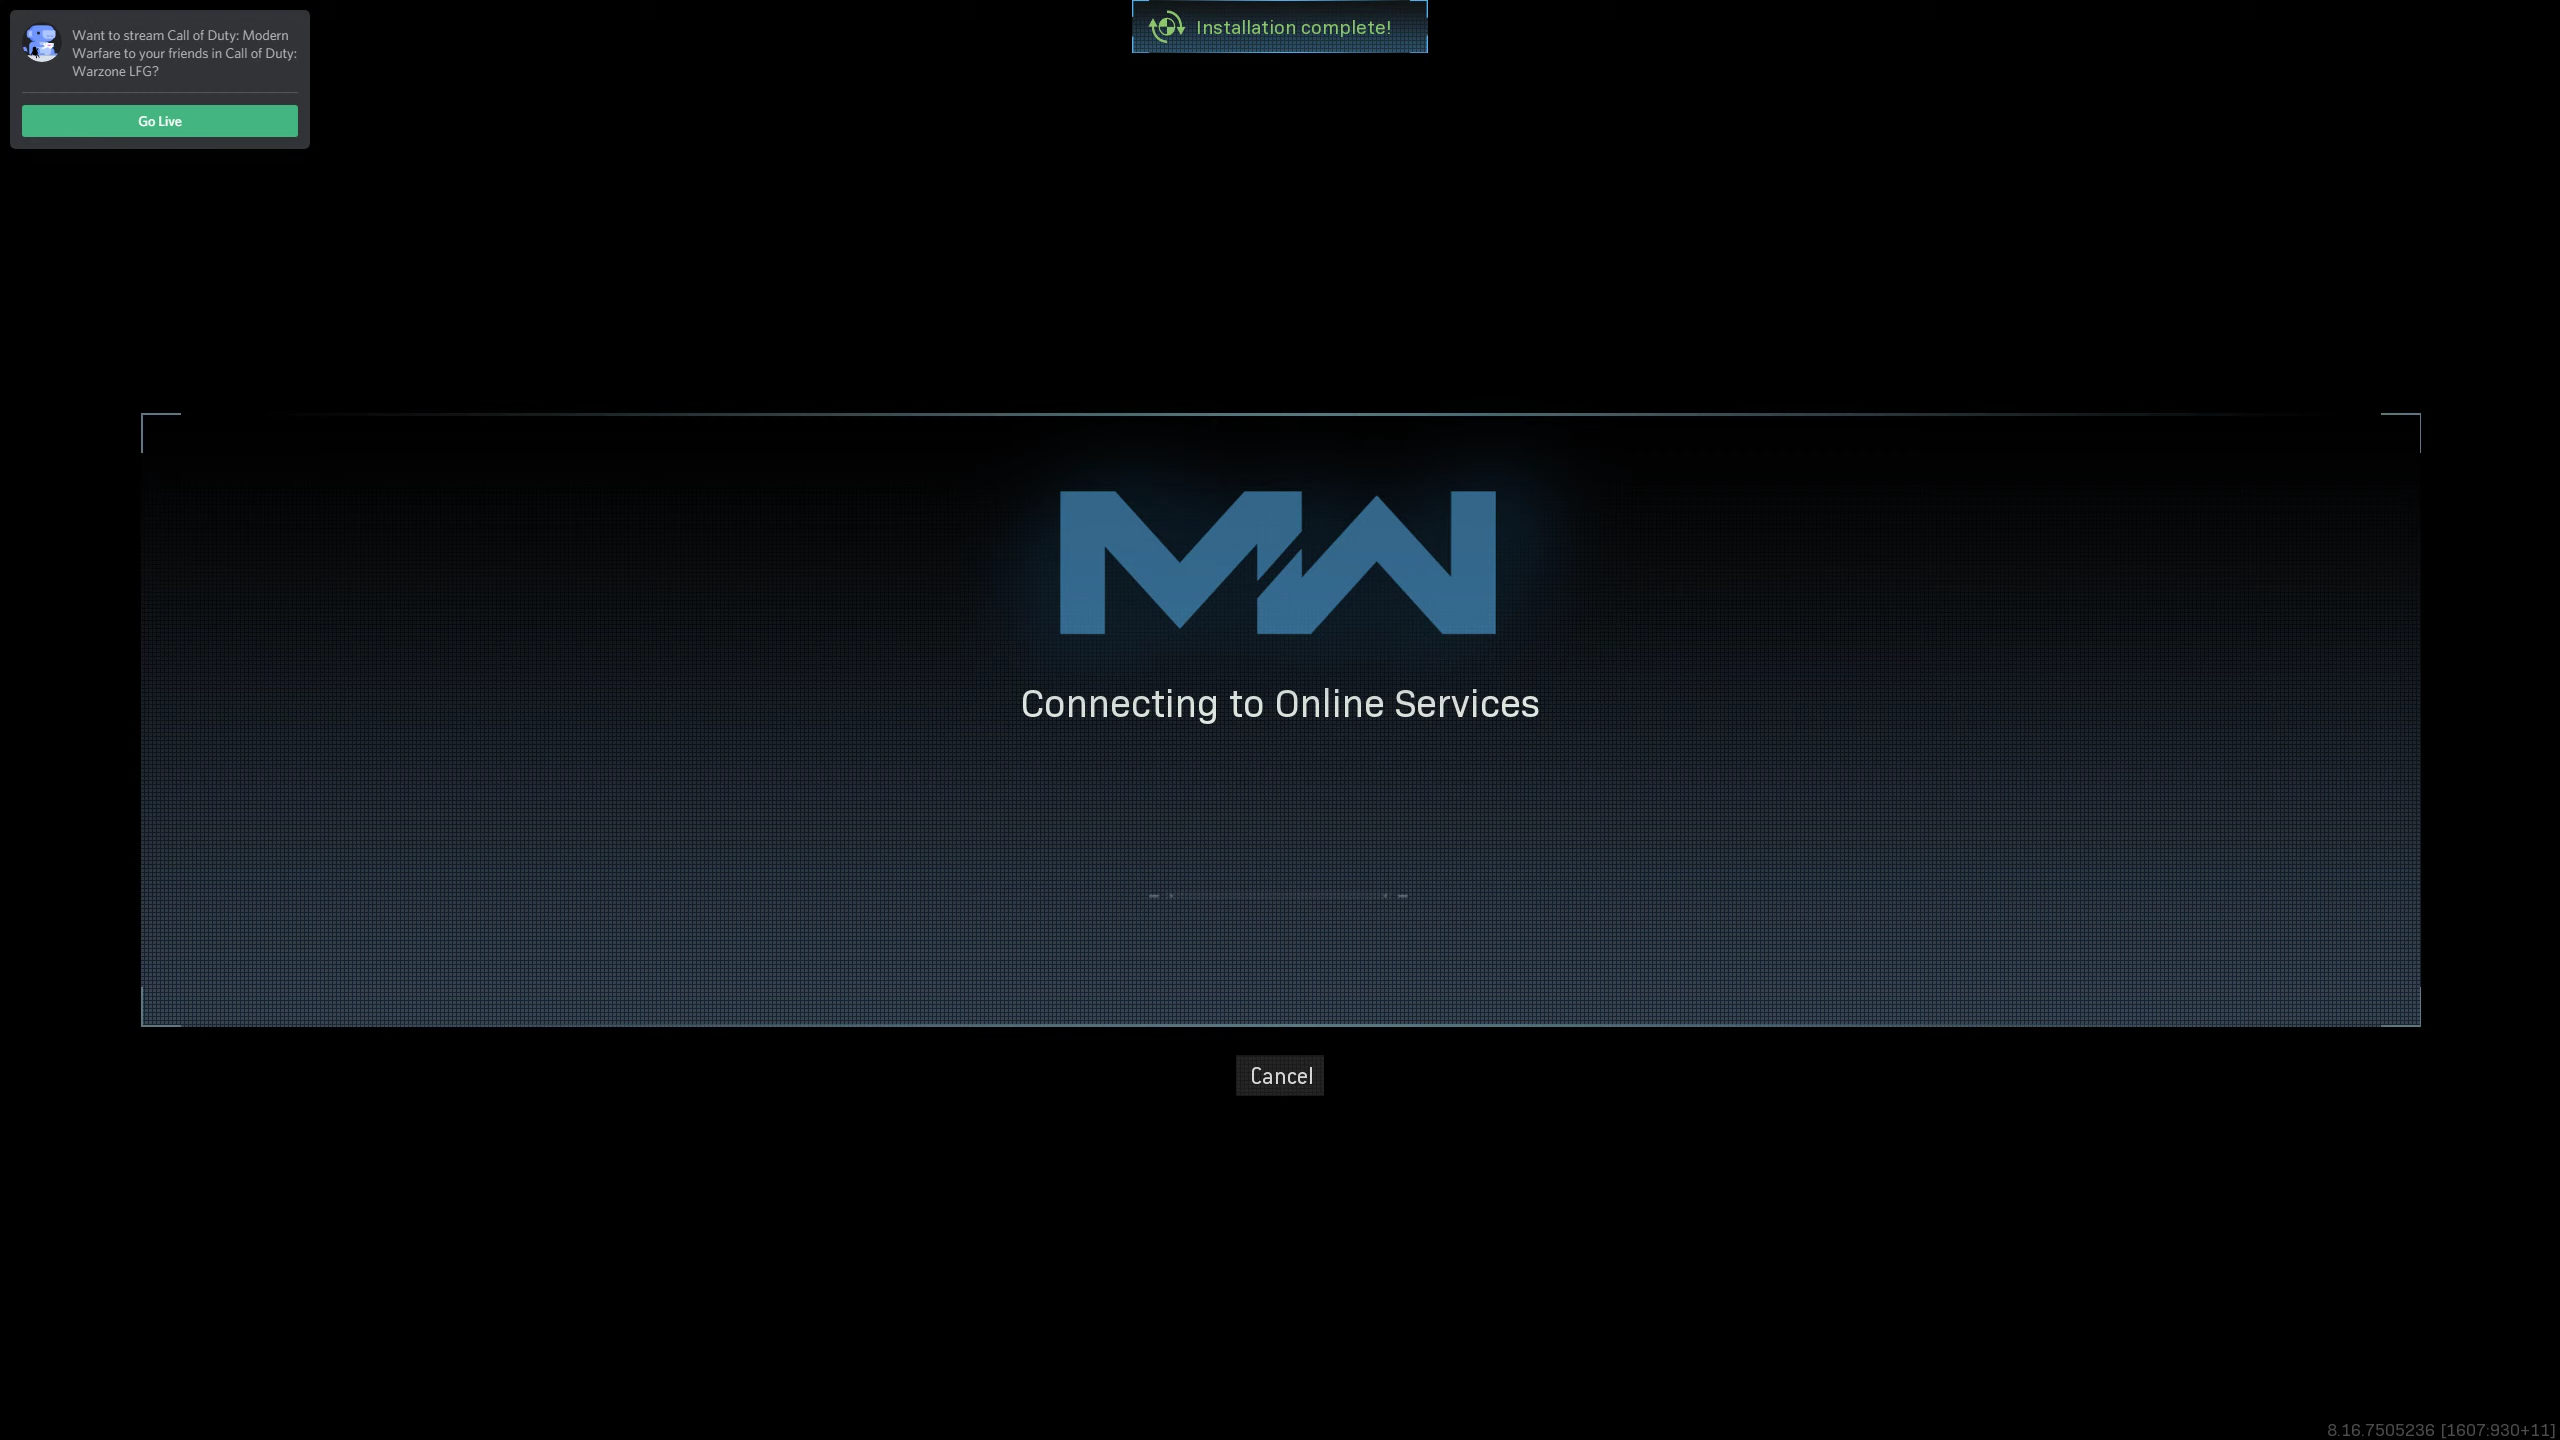 Want to stream Call of Duty: Modern
Warfare to your friends in Call of Duty:
Warzone LFG?
Go Live
Installation complete!
MW
Connecting to Online Services
Cancel
8.16.7505236 [1607:930+11]